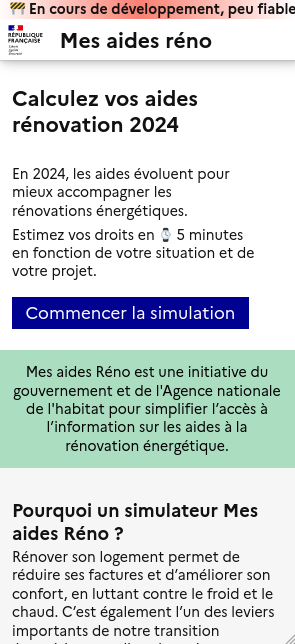 🚧 En cours de développement, peu fiable
RÉPUBLIQUE
FRANÇAISE
Mes aides réno
Calculez vos aides
rénovation 2024
En 2024, les aides évoluent pour
mieux accompagner les
rénovations énergétiques.
Estimez vos droits en ⌚ 5 minutes
en fonction de votre situation et de
votre projet.
Commencer la simulation
Mes aides Réno est une initiative du
gouvernement et de l'Agence nationale
de l'habitat pour simplifier l’accès à
l’information sur les aides à la
rénovation énergétique.
Pourquoi un simulateur Mes
aides Réno ?
Rénover son logement permet de
réduire ses factures et d’améliorer son
confort, en luttant contre le froid et le
chaud. C’est également l’un des leviers
importants de notre transition